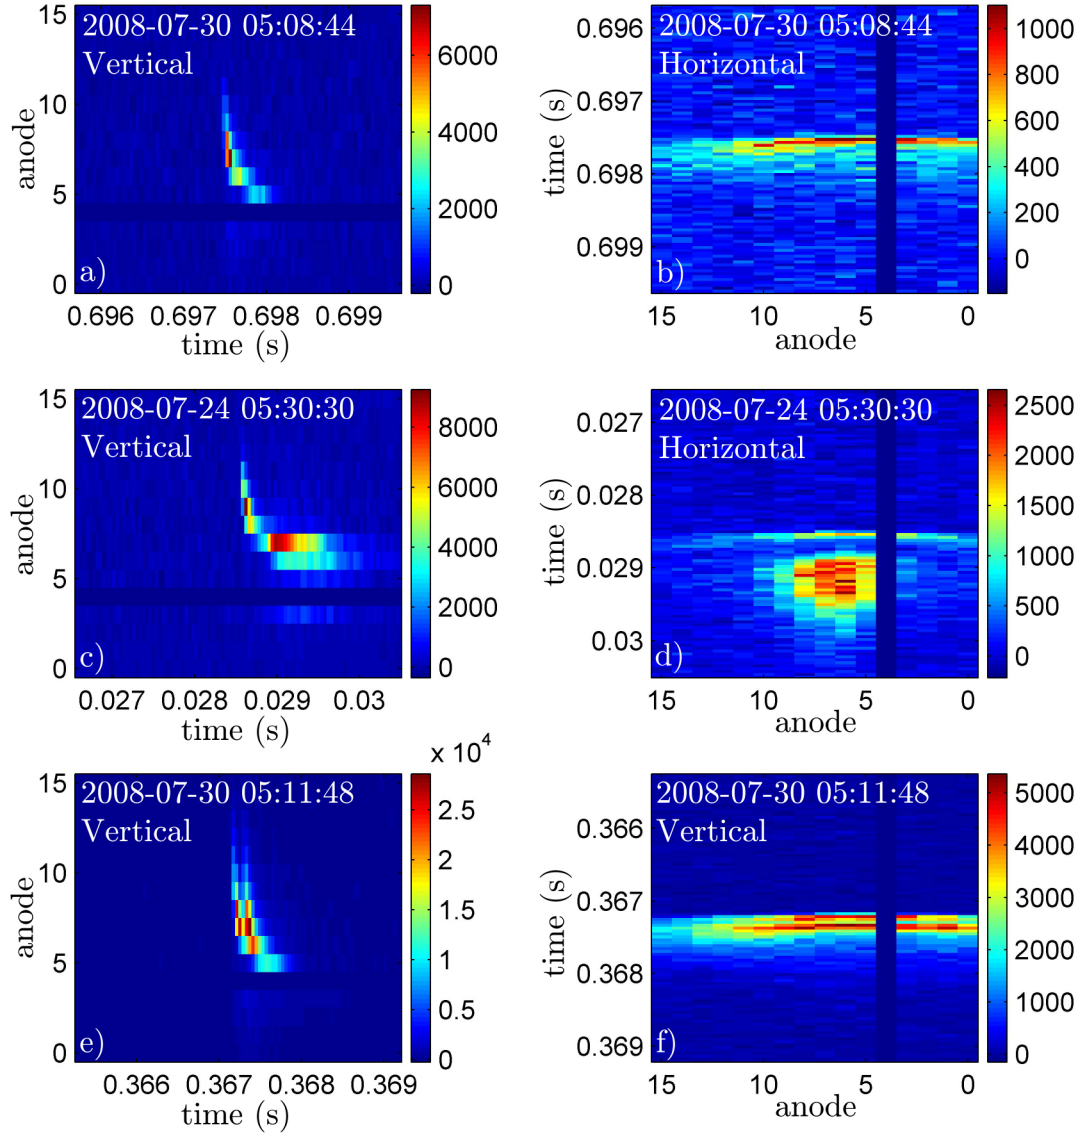 2008-07-30 05:08:44
Vertical
a)
anode
15
10
5
0
0.696 0.697 0.698 0.699
time (s)
6000
4000
2000
0
2008-07-30 05:08:44
Horizontal
b)
time (s)
0.696
0.697
0.698
0.699
15 10 5 0
anode
1000
800
600
400
200
0
2008-07-24 05:30:30
Vertical
c)
anode
15
10
5
0
0.027 0.028 0.029 0.03
time (s)
8000
6000
4000
2000
0
2008-07-24 05:30:30
Horizontal
d)
time (s)
0.027
0.028
0.029
0.03
15 10 5 0
anode
2500
2000
1500
1000
500
0
2008-07-30 05:11:48
Vertical
e)
anode
15
10
5
0
0.366 0.367 0.368 0.369
time (s)
x 10^4
2.5
2
1.5
1
0.5
0
2008-07-30 05:11:48
Vertical
f)
time (s)
0.366
0.367
0.368
0.369
15 10 5 0
anode
5000
4000
3000
2000
1000
0